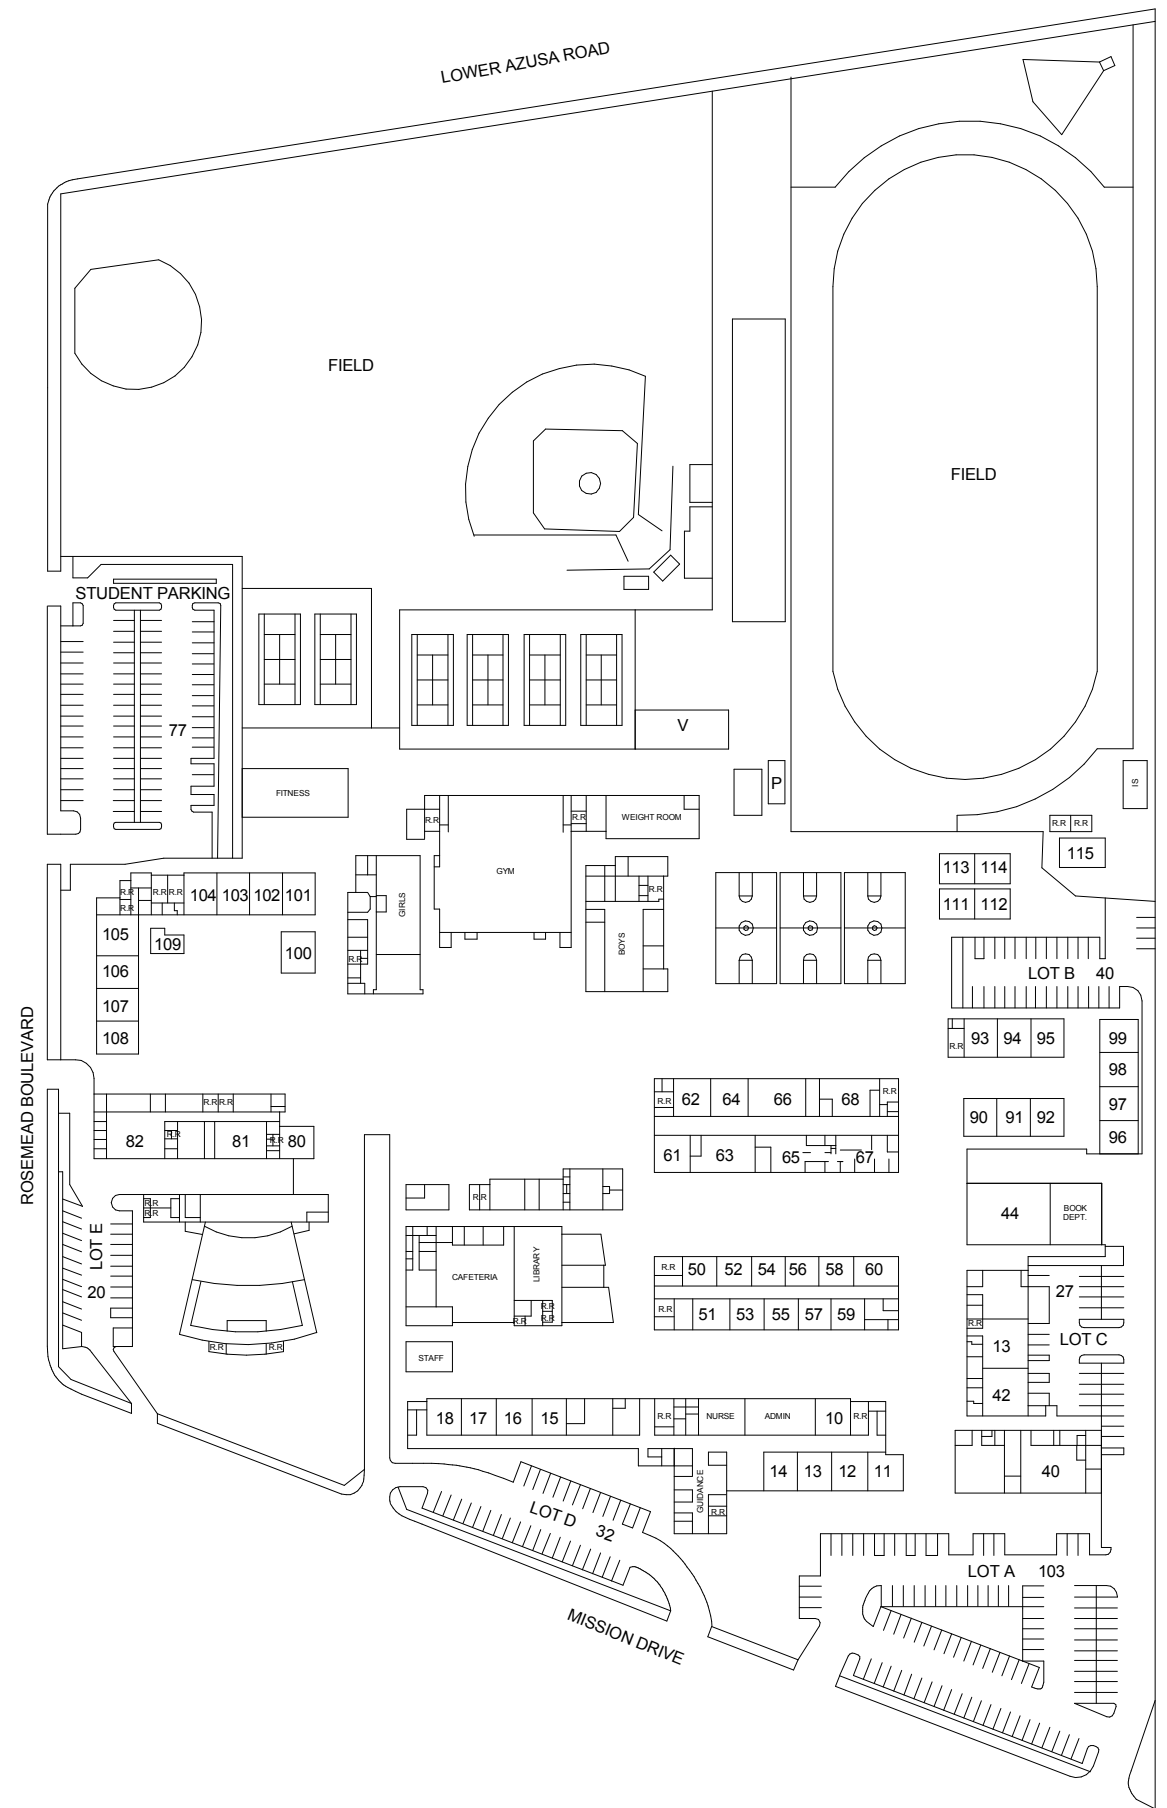 LOWER AZUSA ROAD
FIELD
FIELD
STUDENT PARKING
77
V
P
IS
FITNESS
R.R
R.R
WEIGHT ROOM
GYM
R.R R.R
115
113 114
111 112
R.R
R.R
R.R R.R
104 103 102 101
GIRLS
R.R
R.R
BOYS
105
109
100
106
107
108
LOT B 40
ROSEMEAD BOULEVARD
R.R
93 94 95
99
98
97
96
90 91 92
R.R
62 64 66 68
R.R
61 63 65 67
R.R R.R
82
R.R
81
R.R
80
R.R
R.R
R.R
LOT E
20
R.R R.R
44
BOOK
DEPT.
CAFETERIA
LIBRARY
R.R
R.R
R.R
STAFF
R.R
50 52 54 56 58 60
R.R
51 53 55 57 59
27
LOT C
R.R
13
42
18 17 16 15
R.R
NURSE
ADMIN
10
R.R
GUIDANCE
R.R
14 13 12 11
40
LOT D 32
LOT A 103
MISSION DRIVE